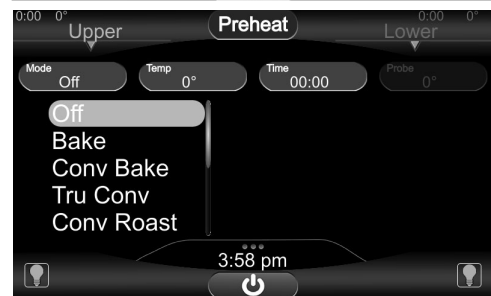 0:00 0° Upper Preheat Lower 0:00 0°
Mode Off Temp 0° Time 00:00 Probe 0°
Off
Bake
Conv Bake
Tru Conv
Conv Roast
3:58 pm